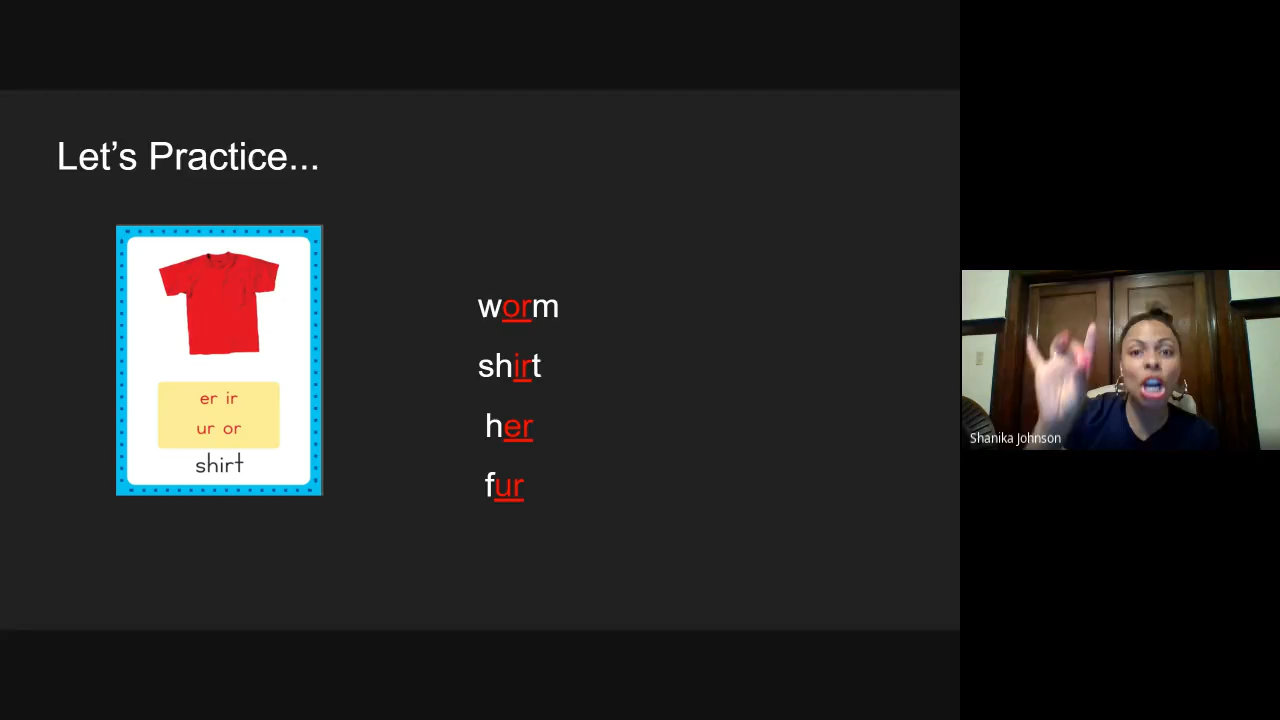 Let's Practice...
er ir
ur or
shirt
worm
shirt
her
fur
Shanika Johnson